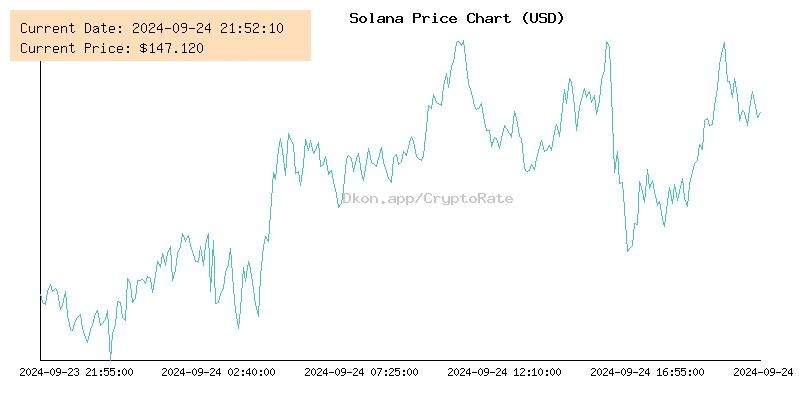 Solana Price Chart (USD)
Current Date: 2024-09-24 21:52:10
Current Price: $147.120
Dkon.app/CryptoRate
2024-09-23 21:55:00 2024-09-24 02:40:00 2024-09-24 07:25:00 2024-09-24 12:10:00 2024-09-24 16:55:00 2024-09-24